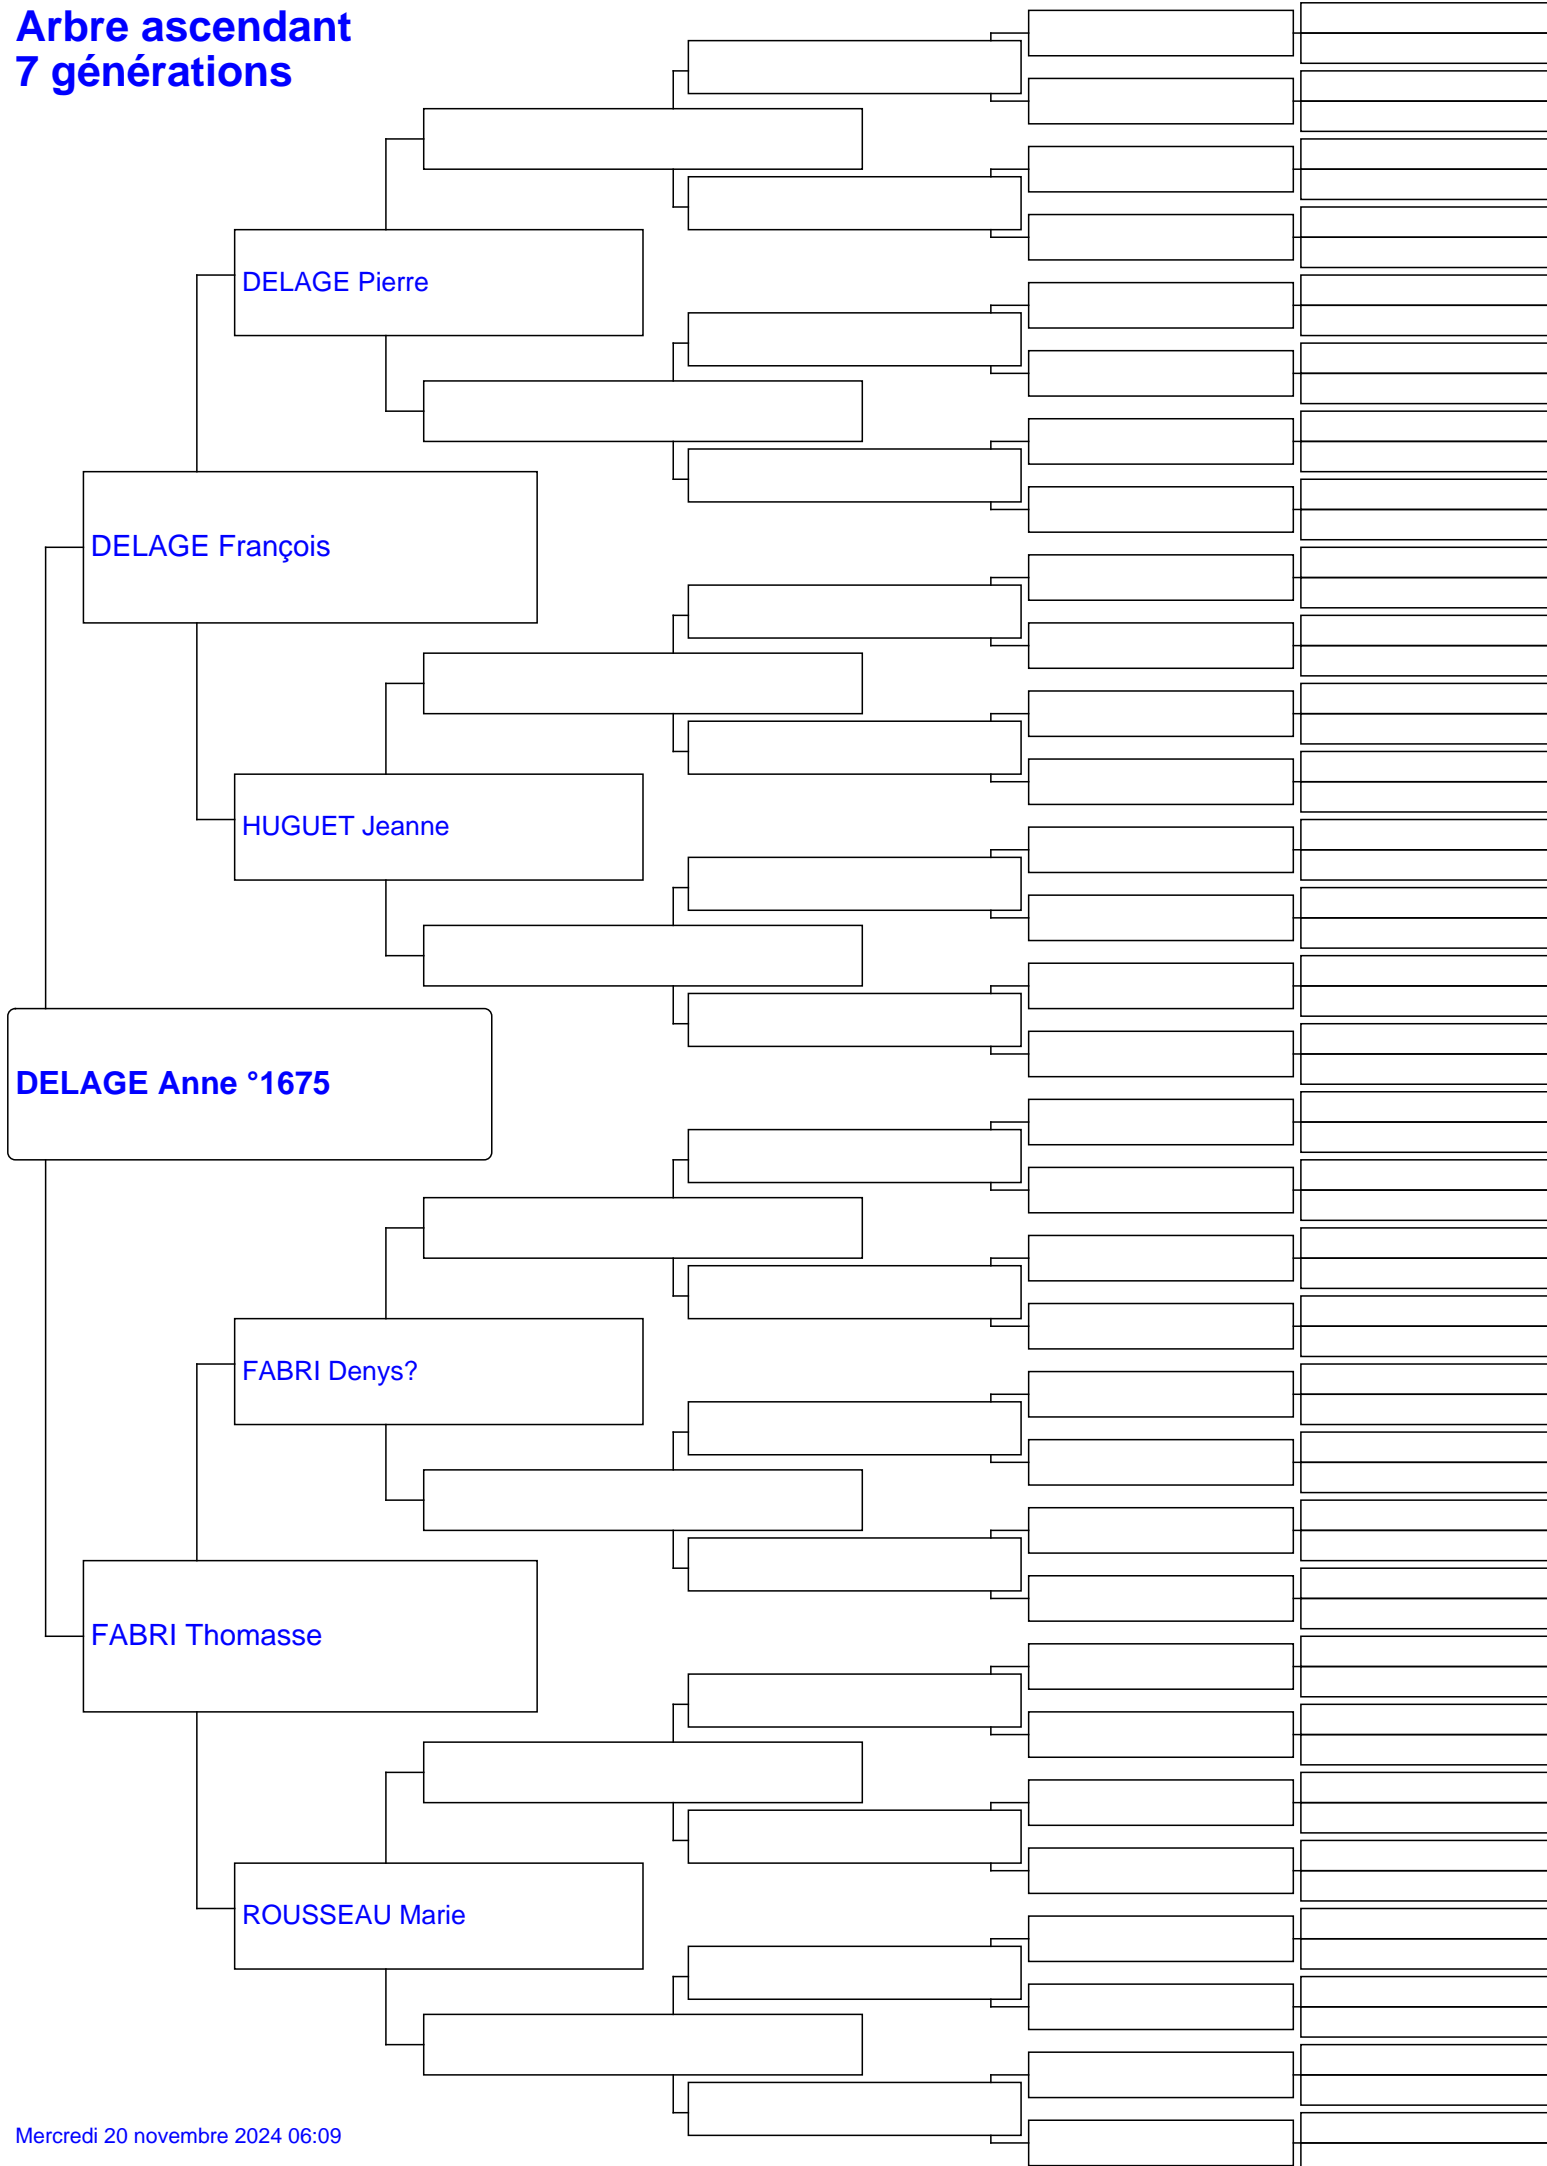 Arbre ascendant
7 générations
DELAGE Pierre
DELAGE François
HUGUET Jeanne
DELAGE Anne °1675
FABRI Denys?
FABRI Thomasse
ROUSSEAU Marie
Mercredi 20 novembre 2024 06:09